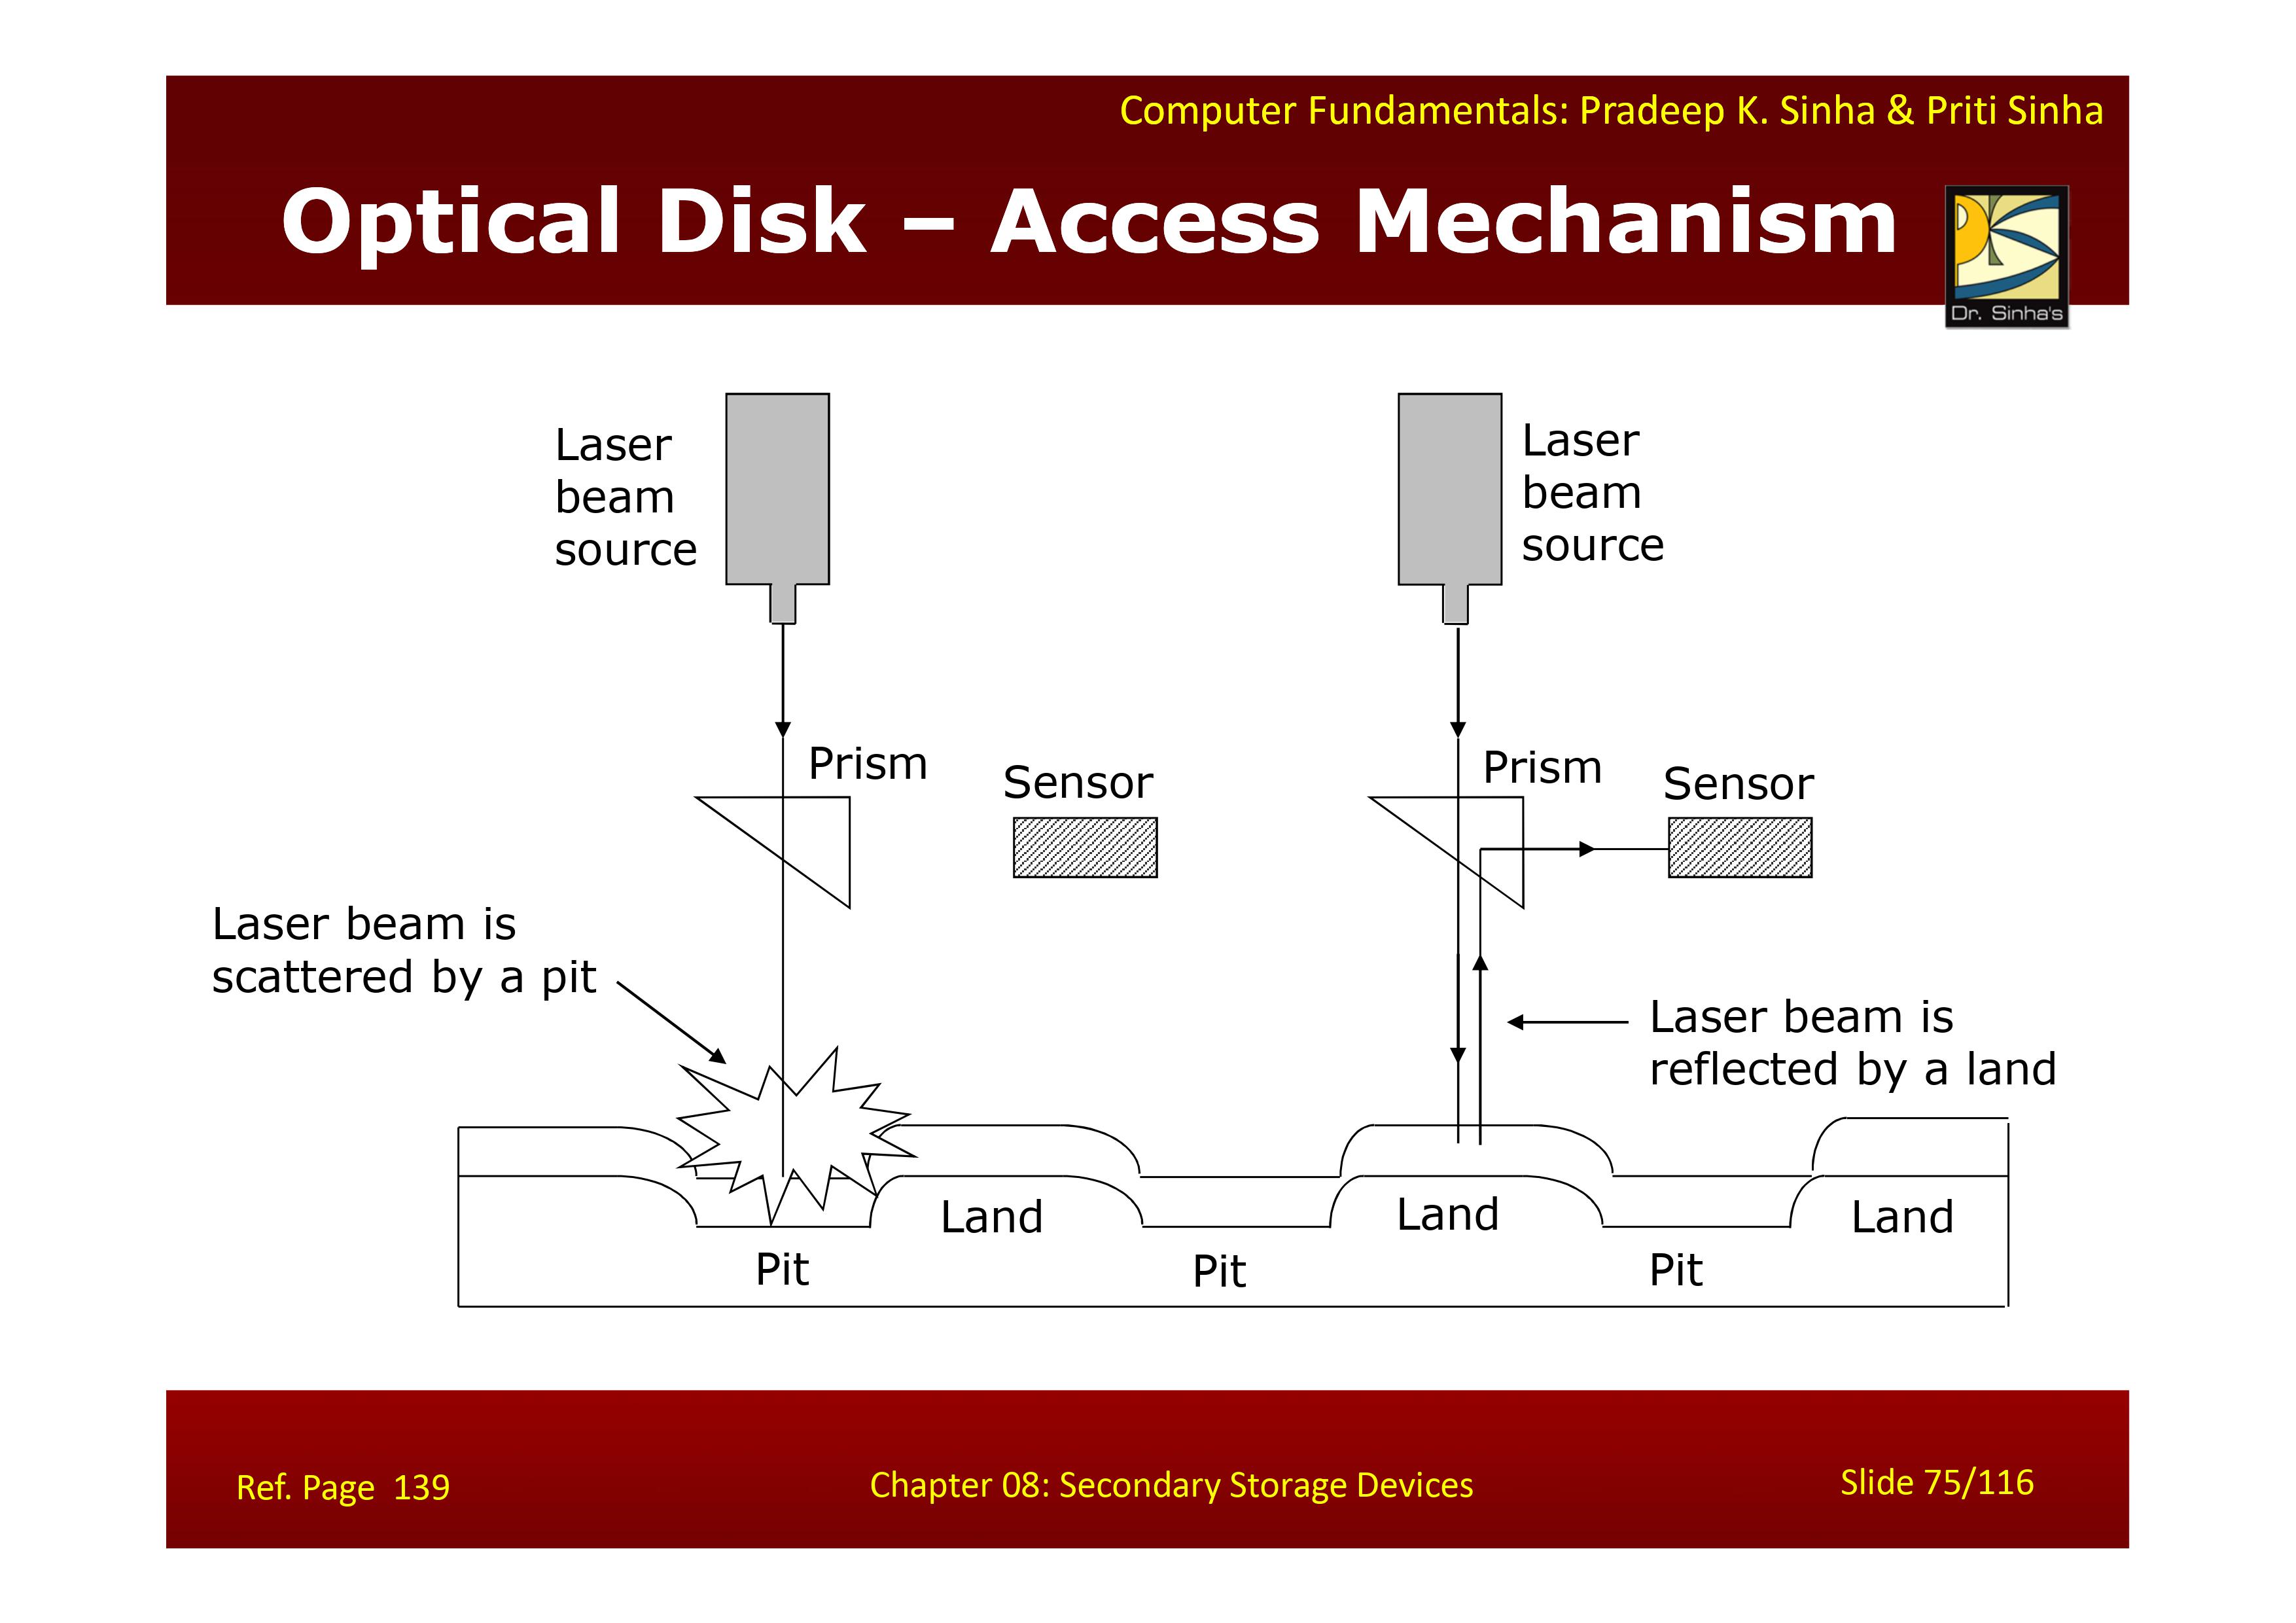 Computer Fundamentals: Pradeep K. Sinha & Priti Sinha
Optical Disk – Access Mechanism
Dr. Sinha's
Laser
beam
source
Laser
beam
source
Prism
Sensor
Prism
Sensor
Laser beam is
scattered by a pit
Laser beam is
reflected by a land
Land
Land
Land
Pit
Pit
Pit
Ref. Page 139
Chapter 08: Secondary Storage Devices
Slide 75/116